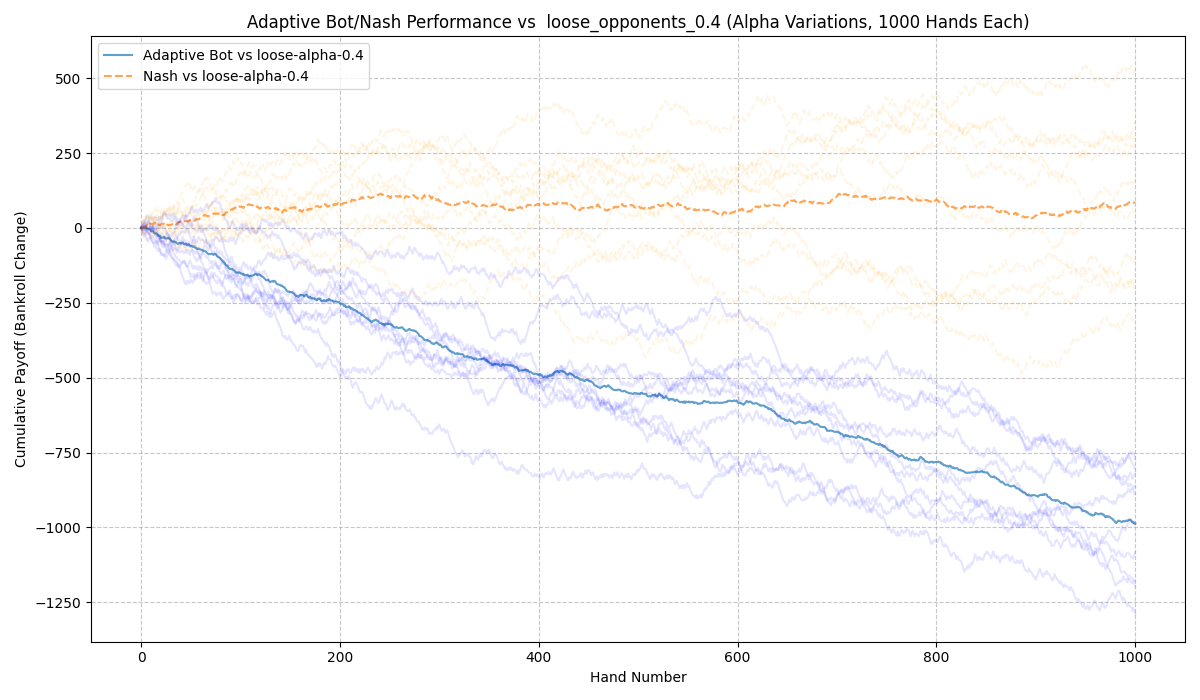 Adaptive Bot/Nash Performance vs  loose_opponents_0.4 (Alpha Variations, 1000 Hands Each)
Adaptive Bot vs loose-alpha-0.4
Nash vs loose-alpha-0.4
Cumulative Payoff (Bankroll Change)
500
250
0
−250
−500
−750
−1000
−1250
0 200 400 600 800 1000
Hand Number